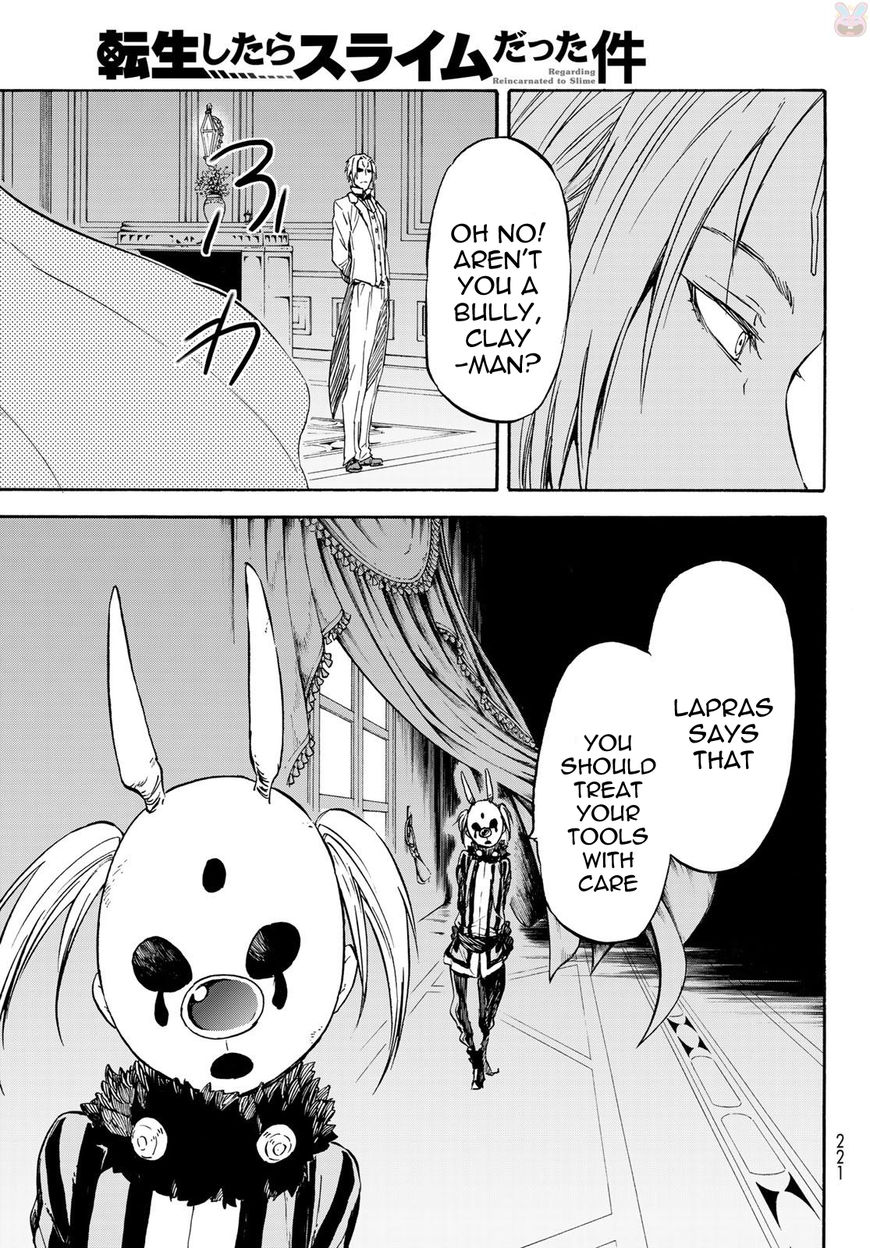 転生したらスライムだった件
Regarding
Reincarnated to Slime
OH NO!
AREN'T
YOU A
BULLY,
CLAY
-MAN?
ふわ
LAPRAS
SAYS
THAT
YOU
SHOULD
TREAT
YOUR
TOOLS
WITH
CARE
221